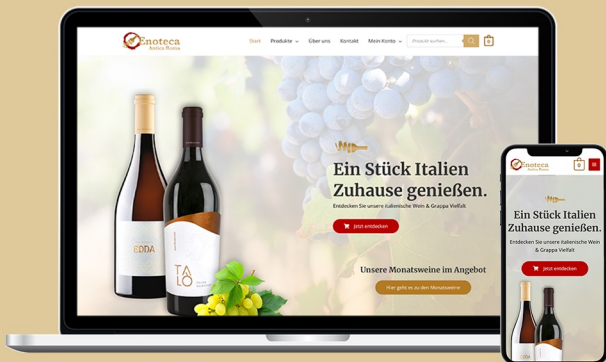 Enoteca
Antica Roma
Start Produkte Über uns Kontakt Mein Konto Produkt suchen... 0
Ein Stück Italien
Zuhause genießen.
Entdecken Sie unsere italienische Wein & Grappa Vielfalt
Jetzt entdecken
Unsere Monatsweine im Angebot
Hier geht es zu den Monatsweine
EDDA
TA
LO
Enoteca
Antica Roma
0
Ein Stück Italien
Zuhause genießen.
Entdecken Sie unsere italienische Wein
& Grappa Vielfalt
Jetzt entdecken